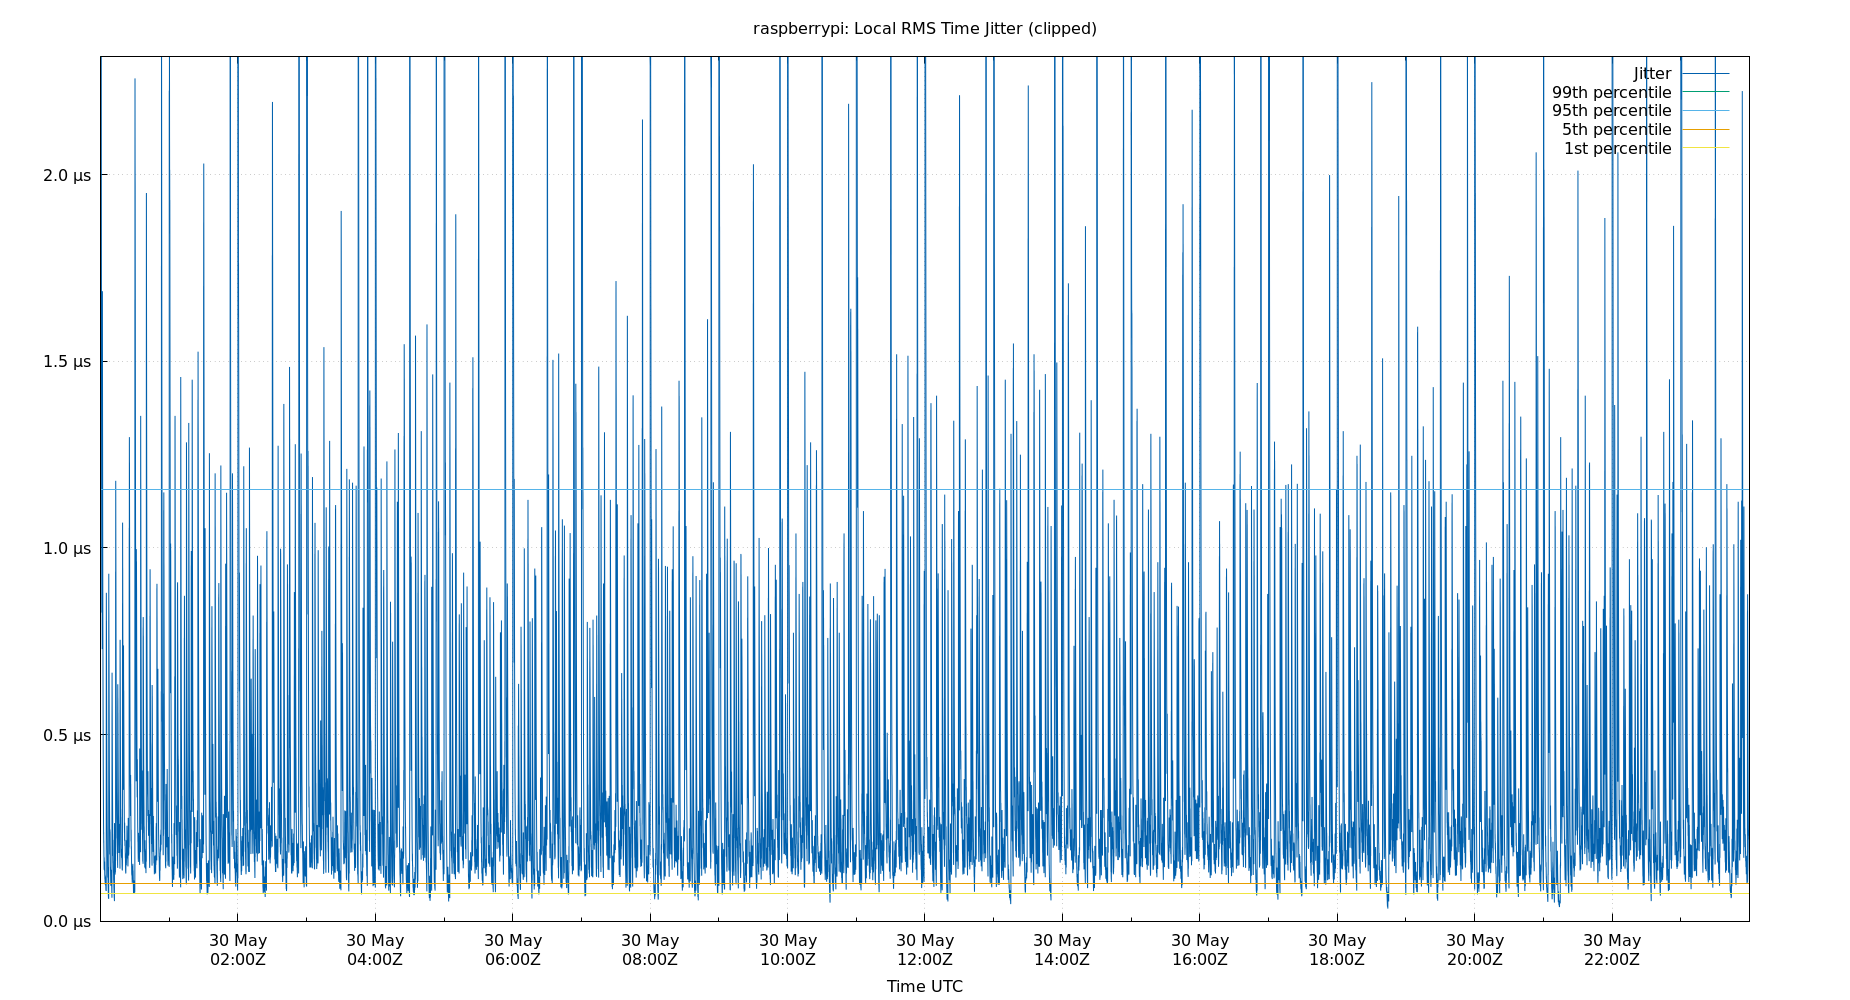 raspberrypi: Local RMS Time Jitter (clipped)
Jitter
99th percentile
95th percentile
5th percentile
1st percentile
2.0 µs
1.5 µs
1.0 µs
0.5 µs
0.0 µs
30 May 30 May 30 May 30 May 30 May 30 May 30 May 30 May 30 May 30 May 30 May
02:00Z 04:00Z 06:00Z 08:00Z 10:00Z 12:00Z 14:00Z 16:00Z 18:00Z 20:00Z 22:00Z
Time UTC